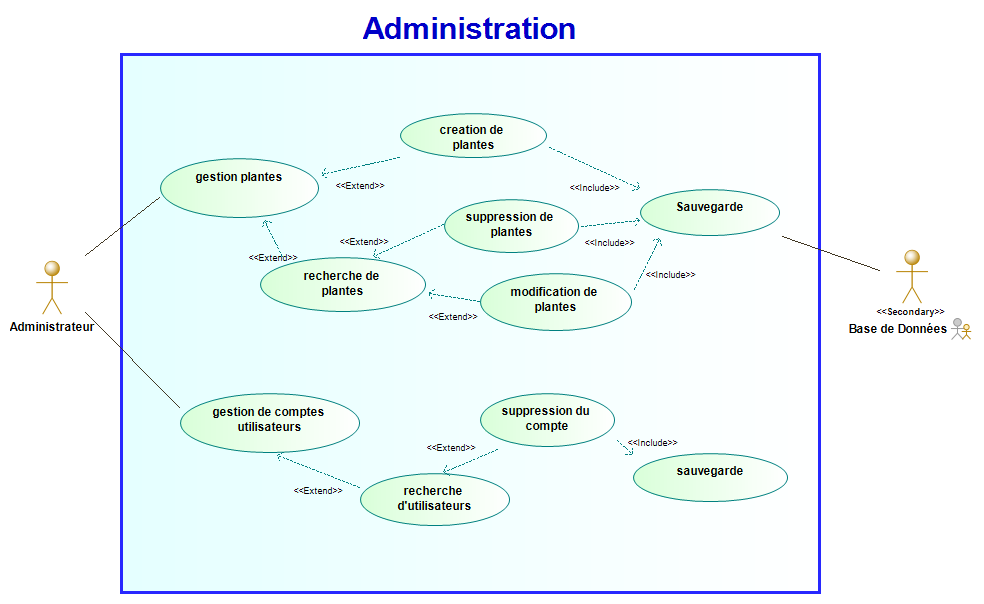 Administration
creation de
plantes
gestion plantes
<<Extend>>
<<Include>>
Sauvegarde
suppression de
plantes
<<Extend>>
<<Include>>
<<Extend>>
recherche de
plantes
<<Include>>
modification de
plantes
<<Extend>>
Administrateur
<<Secondary>>
Base de Données
gestion de comptes
utilisateurs
suppression du
compte
<<Extend>>
<<Include>>
sauvegarde
<<Extend>>
recherche
d'utilisateurs